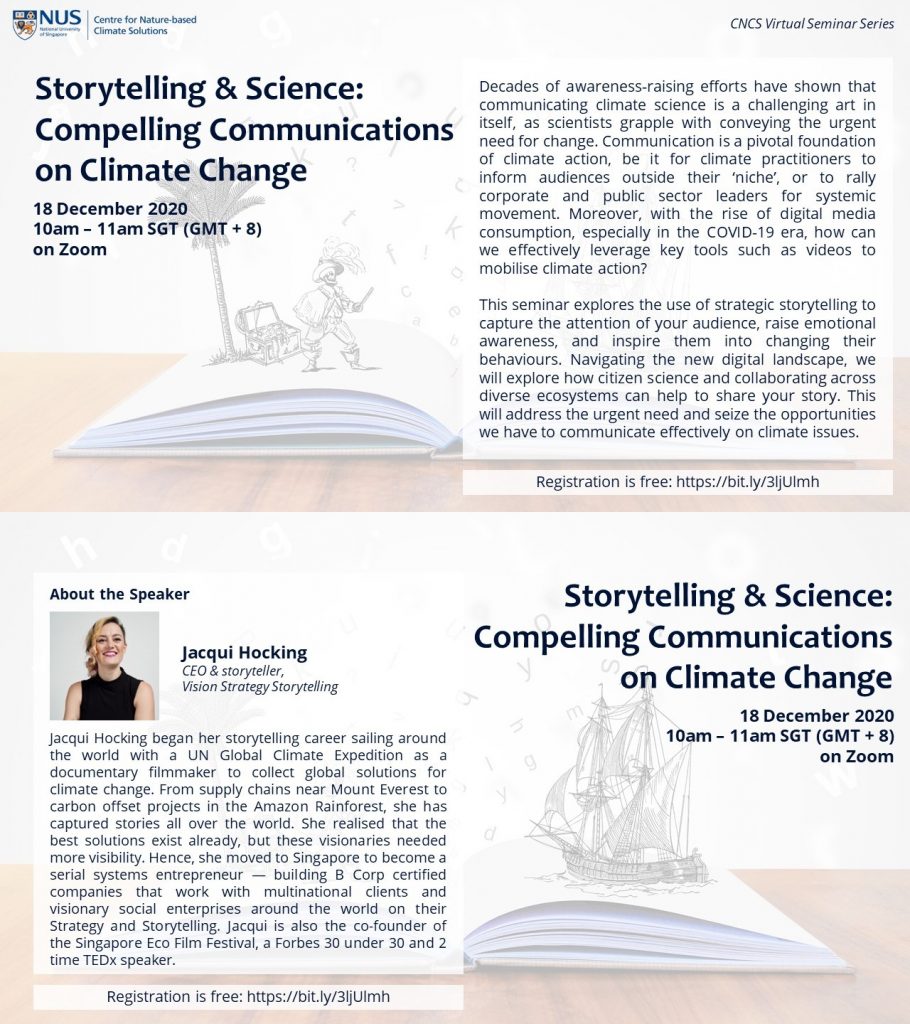 NUS
National University
of Singapore
Centre for Nature-based
Climate Solutions
CNCS Virtual Seminar Series
Storytelling & Science:
Compelling Communications
on Climate Change
18 December 2020
10am – 11am SGT (GMT + 8)
on Zoom
Decades of awareness-raising efforts have shown that
communicating climate science is a challenging art in
itself, as scientists grapple with conveying the urgent
need for change. Communication is a pivotal foundation
of climate action, be it for climate practitioners to
inform audiences outside their ‘niche’, or to rally
corporate and public sector leaders for systemic
movement. Moreover, with the rise of digital media
consumption, especially in the COVID-19 era, how can
we effectively leverage key tools such as videos to
mobilise climate action?
This seminar explores the use of strategic storytelling to
capture the attention of your audience, raise emotional
awareness, and inspire them into changing their
behaviours. Navigating the new digital landscape, we
will explore how citizen science and collaborating across
diverse ecosystems can help to share your story. This
will address the urgent need and seize the opportunities
we have to communicate effectively on climate issues.
Registration is free: https://bit.ly/3ljUlmh
About the Speaker
Jacqui Hocking
CEO & storyteller,
Vision Strategy Storytelling
Jacqui Hocking began her storytelling career sailing around
the world with a UN Global Climate Expedition as a
documentary filmmaker to collect global solutions for
climate change. From supply chains near Mount Everest to
carbon offset projects in the Amazon Rainforest, she has
captured stories all over the world. She realised that the
best solutions exist already, but these visionaries needed
more visibility. Hence, she moved to Singapore to become a
serial systems entrepreneur — building B Corp certified
companies that work with multinational clients and
visionary social enterprises around the world on their
Strategy and Storytelling. Jacqui is also the co-founder of
the Singapore Eco Film Festival, a Forbes 30 under 30 and 2
time TEDx speaker.
Registration is free: https://bit.ly/3ljUlmh
Storytelling & Science:
Compelling Communications
on Climate Change
18 December 2020
10am – 11am SGT (GMT + 8)
on Zoom